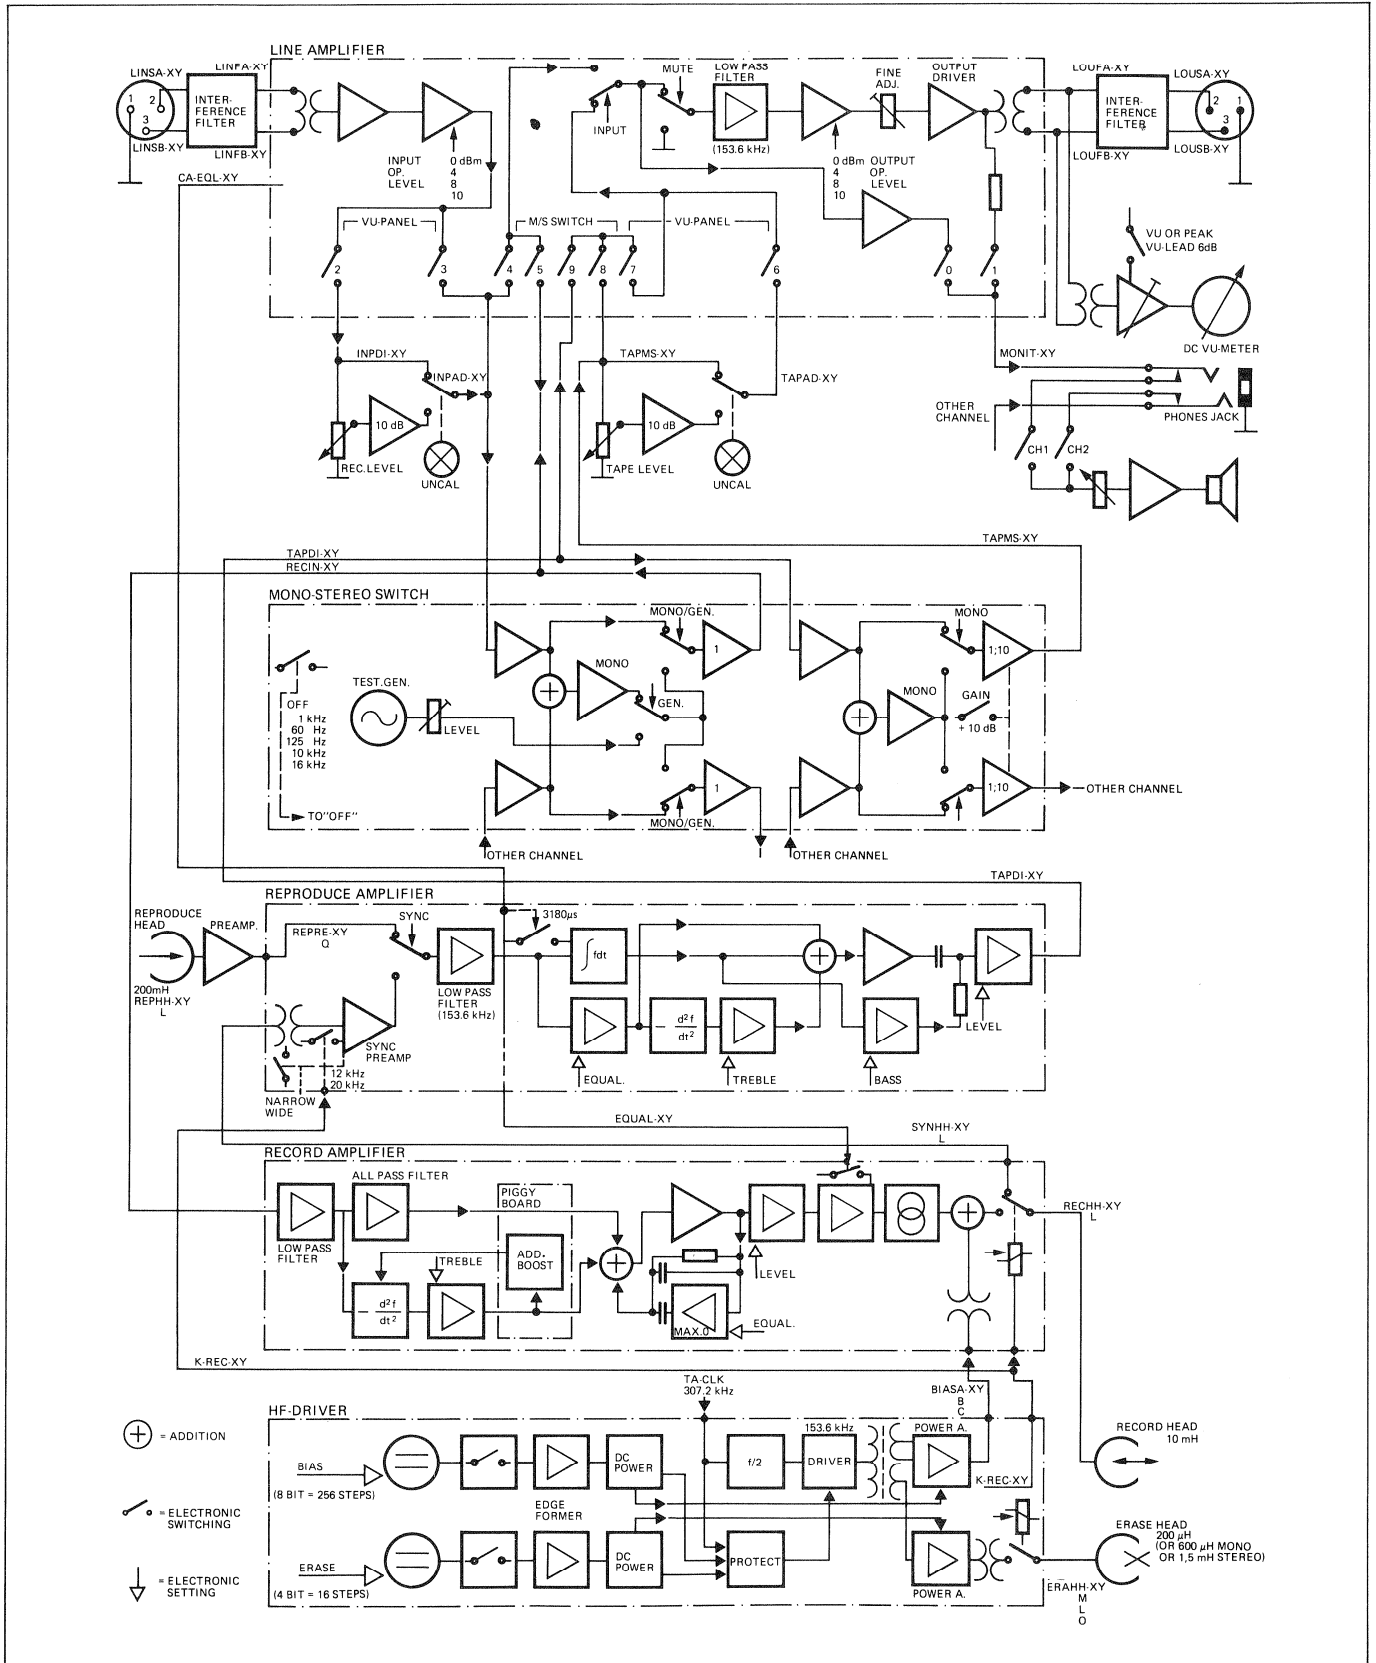 LINE AMPLIFIER
LINSA-XY
LINFA-XY
1
2
3
INTER-
FERENCE
FILTER
LINSB-XY
LINFB-XY
CA-EQL-XY
INPUT
OP.
LEVEL
0 dBm
4
8
10
INPUT
MUTE
LOW PASS
FILTER
(153.6 kHz)
FINE
ADJ.
OUTPUT
DRIVER
0 dBm
4
8
10
OUTPUT
OP.
LEVEL
LOUFA-XY
LOUSA-XY
INTER-
FERENCE
FILTER
2
1
3
LOUFB-XY
LOUSB-XY
VU-PANEL
M/S SWITCH
VU-PANEL
2
3
4
5
9
8
7
6
0
1
VU OR PEAK
VU-LEAD 6dB
DC VU-METER
INPDI-XY
INPAD-XY
10 dB
REC.LEVEL
UNCAL
TAPMS-XY
TAPAD-XY
10 dB
TAPE LEVEL
UNCAL
MONIT-XY
OTHER
CHANNEL
PHONES JACK
CH1
CH2
TAPMS-XY
TAPDI-XY
RECIN-XY
MONO-STEREO SWITCH
OFF
1 kHz
60 Hz
125 Hz
10 kHz
16 kHz
TO"OFF"
TEST.GEN.
LEVEL
MONO
MONO/GEN.
1
GEN.
1
MONO/GEN.
OTHER CHANNEL
MONO
1;10
MONO
GAIN
+ 10 dB
1;10
OTHER CHANNEL
OTHER CHANNEL
TAPDI-XY
REPRODUCE AMPLIFIER
REPRODUCE
HEAD
PREAMP.
200mH
REPHH-XY
L
REPRE-XY
Q
SYNC
LOW PASS
FILTER
(153.6 kHz)
3180µs
∫fdt
SYNC
PREAMP
12 kHz
20 kHz
NARROW
WIDE
EQUAL.
- d²f
dt²
TREBLE
BASS
LEVEL
EQUAL-XY
SYNHH-XY
L
RECORD AMPLIFIER
LOW PASS
FILTER
ALL PASS FILTER
- d²f
dt²
TREBLE
PIGGY
BOARD
ADD.
BOOST
MAX.0
EQUAL.
LEVEL
RECHH-XY
L
K-REC-XY
TA-CLK
307.2 kHz
BIASA-XY
B
C
HF-DRIVER
BIAS
(8 BIT = 256 STEPS)
EDGE
FORMER
DC
POWER
f/2
153.6 kHz
DRIVER
POWER A.
K-REC-XY
ERASE
(4 BIT = 16 STEPS)
DC
POWER
PROTECT
POWER A.
RECORD HEAD
10 mH
ERASE HEAD
200 µH
(OR 600 µH MONO
OR 1,5 mH STEREO)
ERAHH-XY
M
L
O
= ADDITION
= ELECTRONIC
SWITCHING
= ELECTRONIC
SETTING